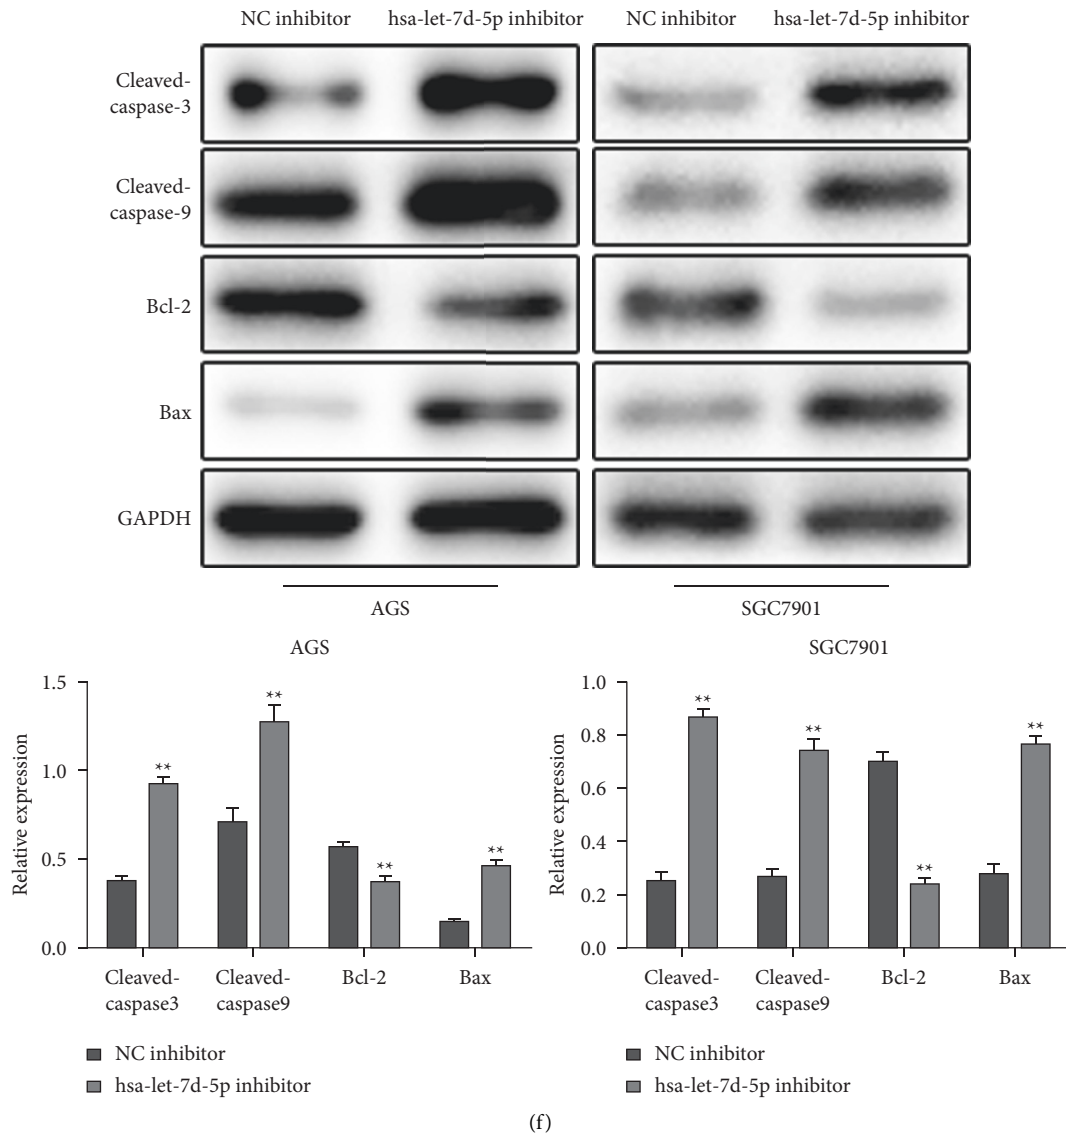 NC inhibitor hsa-let-7d-5p inhibitor NC inhibitor hsa-let-7d-5p inhibitor
Cleaved-
caspase-3
Cleaved-
caspase-9
Bcl-2
Bax
GAPDH
AGS SGC7901
AGS
Relative expression
1.5
1.0
0.5
0.0
**
**
**
**
Cleaved-
caspase3
Cleaved-
caspase9
Bcl-2
Bax
NC inhibitor
hsa-let-7d-5p inhibitor
SGC7901
Relative expression
1.0
0.8
0.6
0.4
0.2
0.0
**
**
**
**
Cleaved-
caspase3
Cleaved-
caspase9
Bcl-2
Bax
NC inhibitor
hsa-let-7d-5p inhibitor
(f)